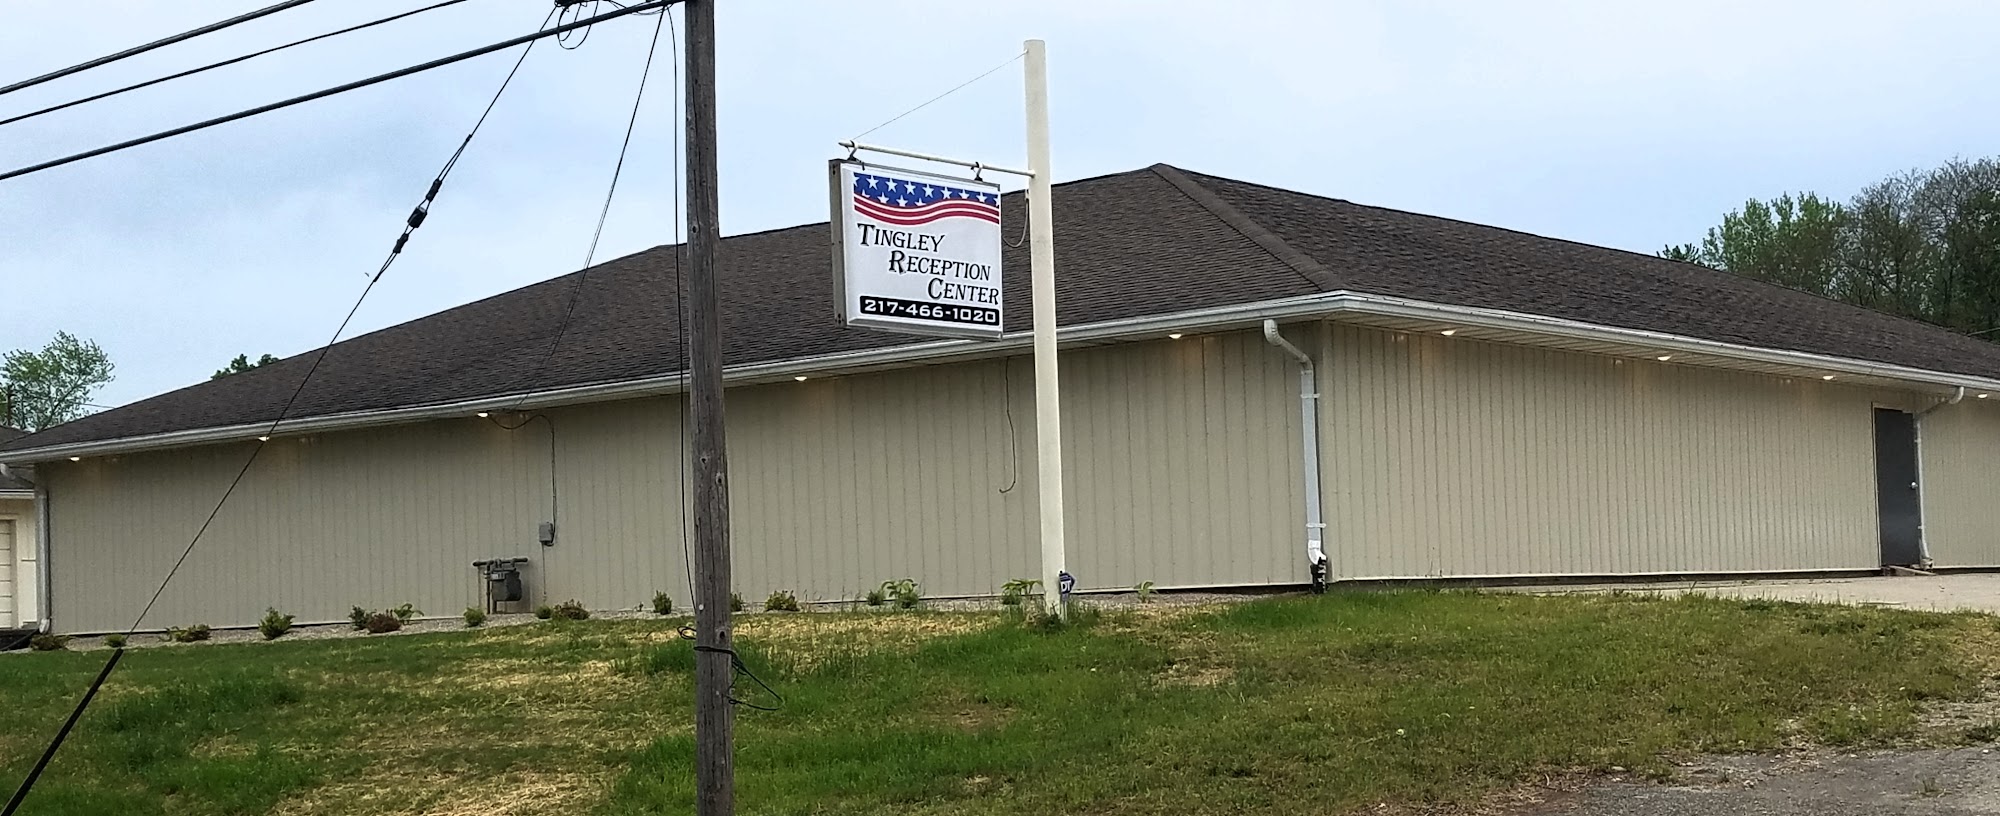 TINGLEY
RECEPTION
CENTER
217-466-1020